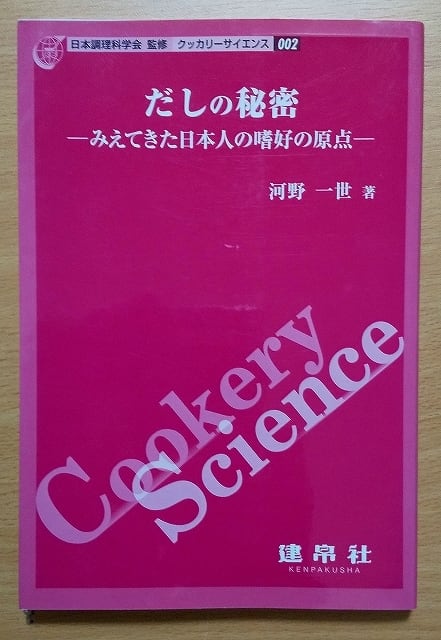 日本調理科学会 監修 クッカリーサイエンス 002
だしの秘密
―みえてきた日本人の嗜好の原点―
河野 一世 著
Cookery
Science
建帛社
KENPAKUSHA